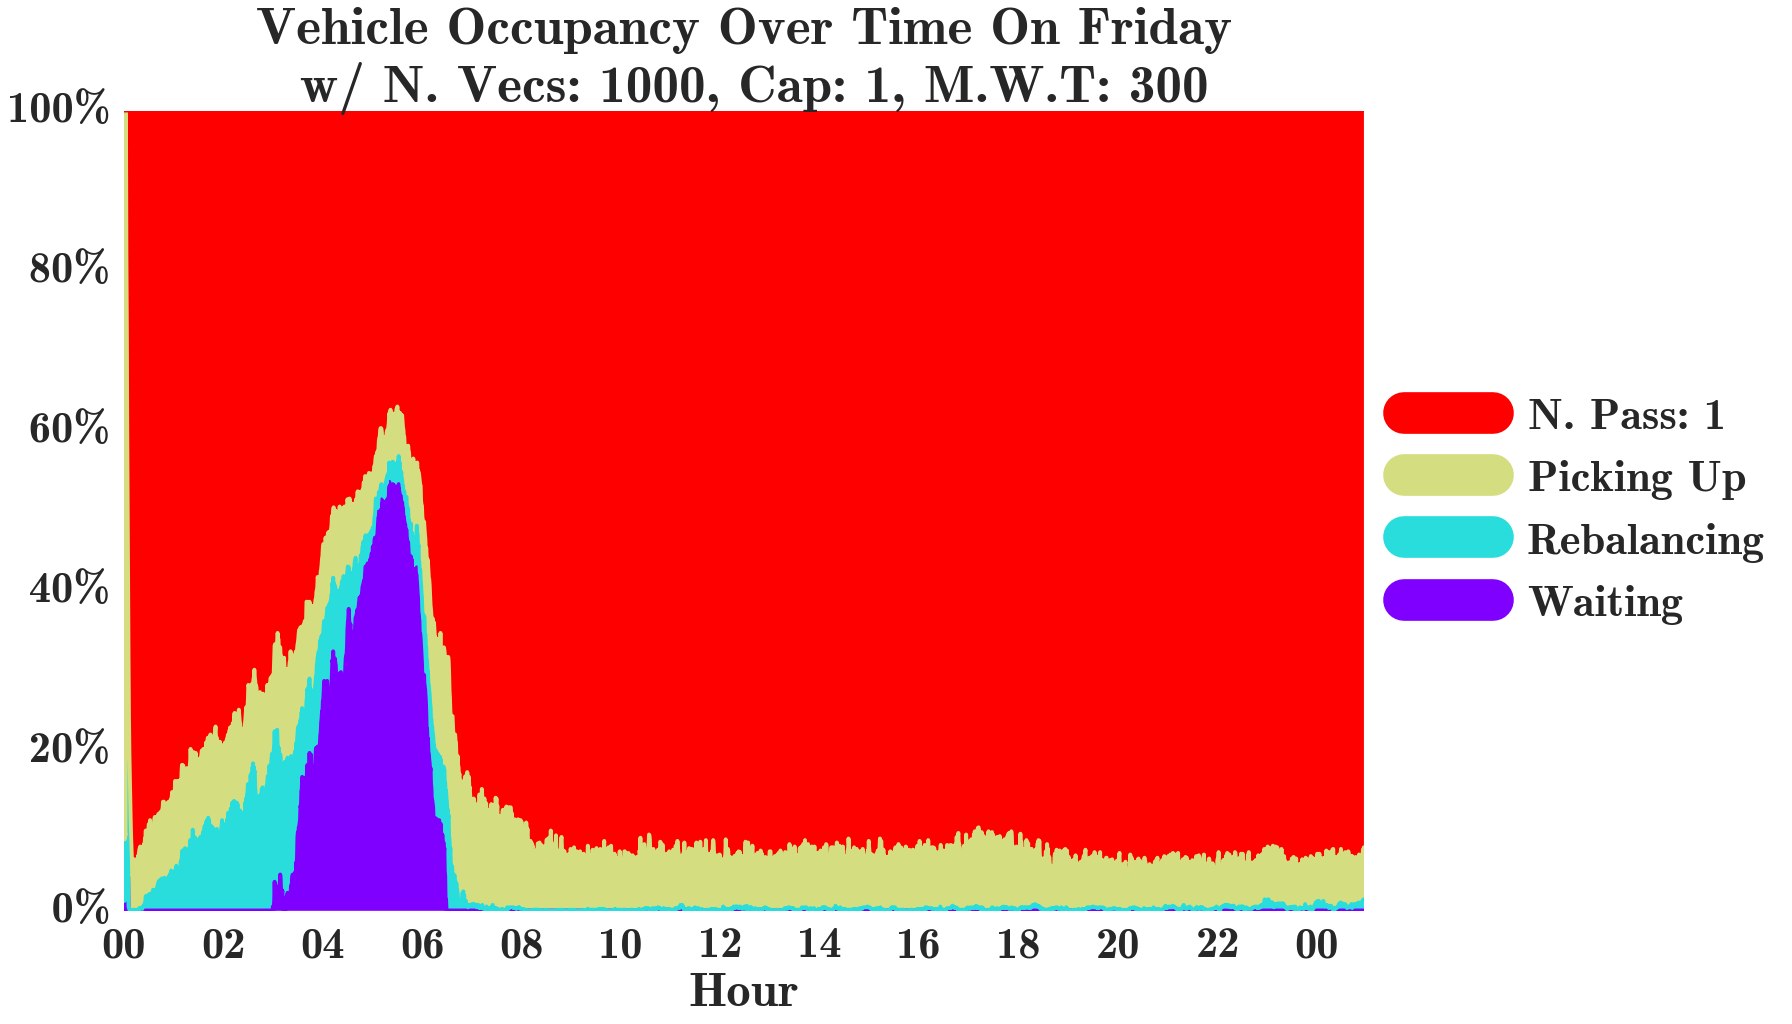 Vehicle Occupancy Over Time On Friday
w/ N. Vecs: 1000, Cap: 1, M.W.T: 300
100%
80%
60%
40%
20%
0%
00 02 04 06 08 10 12 14 16 18 20 22 00
Hour
N. Pass: 1
Picking Up
Rebalancing
Waiting